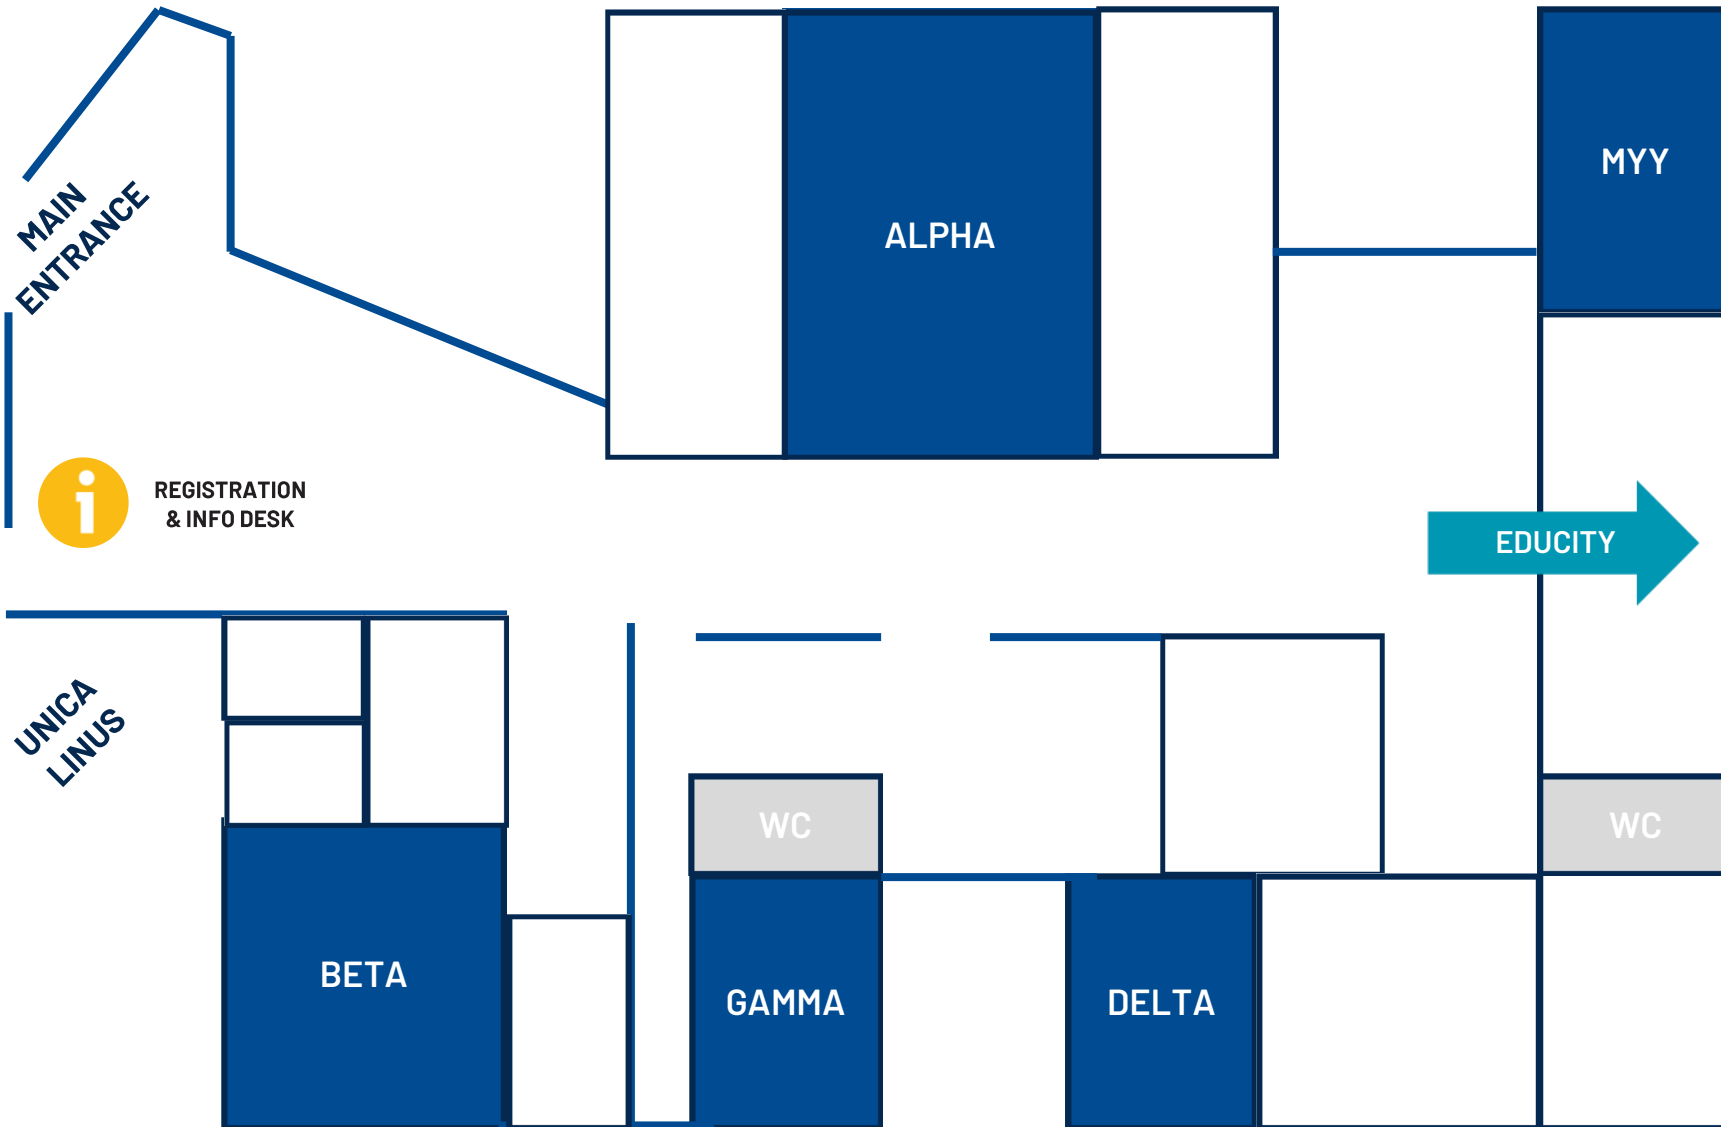 MAIN
ENTRANCE
ALPHA
MYY
REGISTRATION
& INFO DESK
EDUCITY
UNICA
LINUS
WC
WC
BETA
GAMMA
DELTA